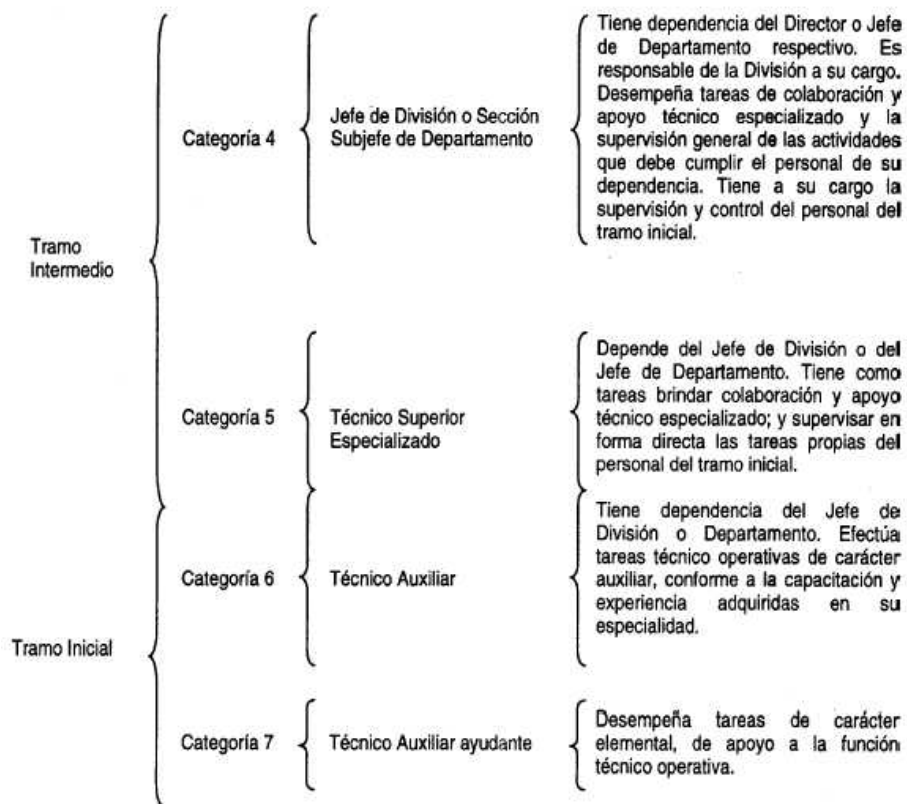 Tramo
Intermedio
Categoría 4
Jefe de División o Sección
Subjefe de Departamento
Tiene dependencia del Director o Jefe
de Departamento respectivo. Es
responsable de la División a su cargo.
Desempeña tareas de colaboración y
apoyo técnico especializado y la
supervisión general de las actividades
que debe cumplir el personal de su
dependencia. Tiene a su cargo la
supervisión y control del personal del
tramo inicial.
Categoría 5
Técnico Superior
Especializado
Depende del Jefe de División o del
Jefe de Departamento. Tiene como
tareas brindar colaboración y apoyo
técnico especializado; y supervisar en
forma directa las tareas propias del
personal del tramo inicial.
Tramo Inicial
Categoría 6
Técnico Auxiliar
Tiene dependencia del Jefe de
División o Departamento. Efectúa
tareas técnico operativas de carácter
auxiliar, conforme a la capacitación y
experiencia adquiridas en su
especialidad.
Categoría 7
Técnico Auxiliar ayudante
Desempeña tareas de carácter
elemental, de apoyo a la función
técnico operativa.